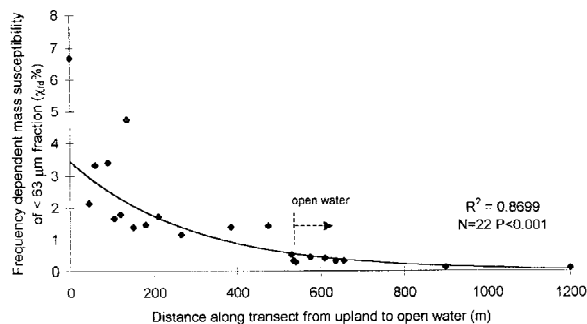 Frequency dependent mass susceptibility
of < 63 µm fraction (χfd%)
8
7
6
5
4
3
2
1
0
open water
R² = 0.8699
N=22 P<0.001
0 200 400 600 800 1000 1200
Distance along transect from upland to open water (m)